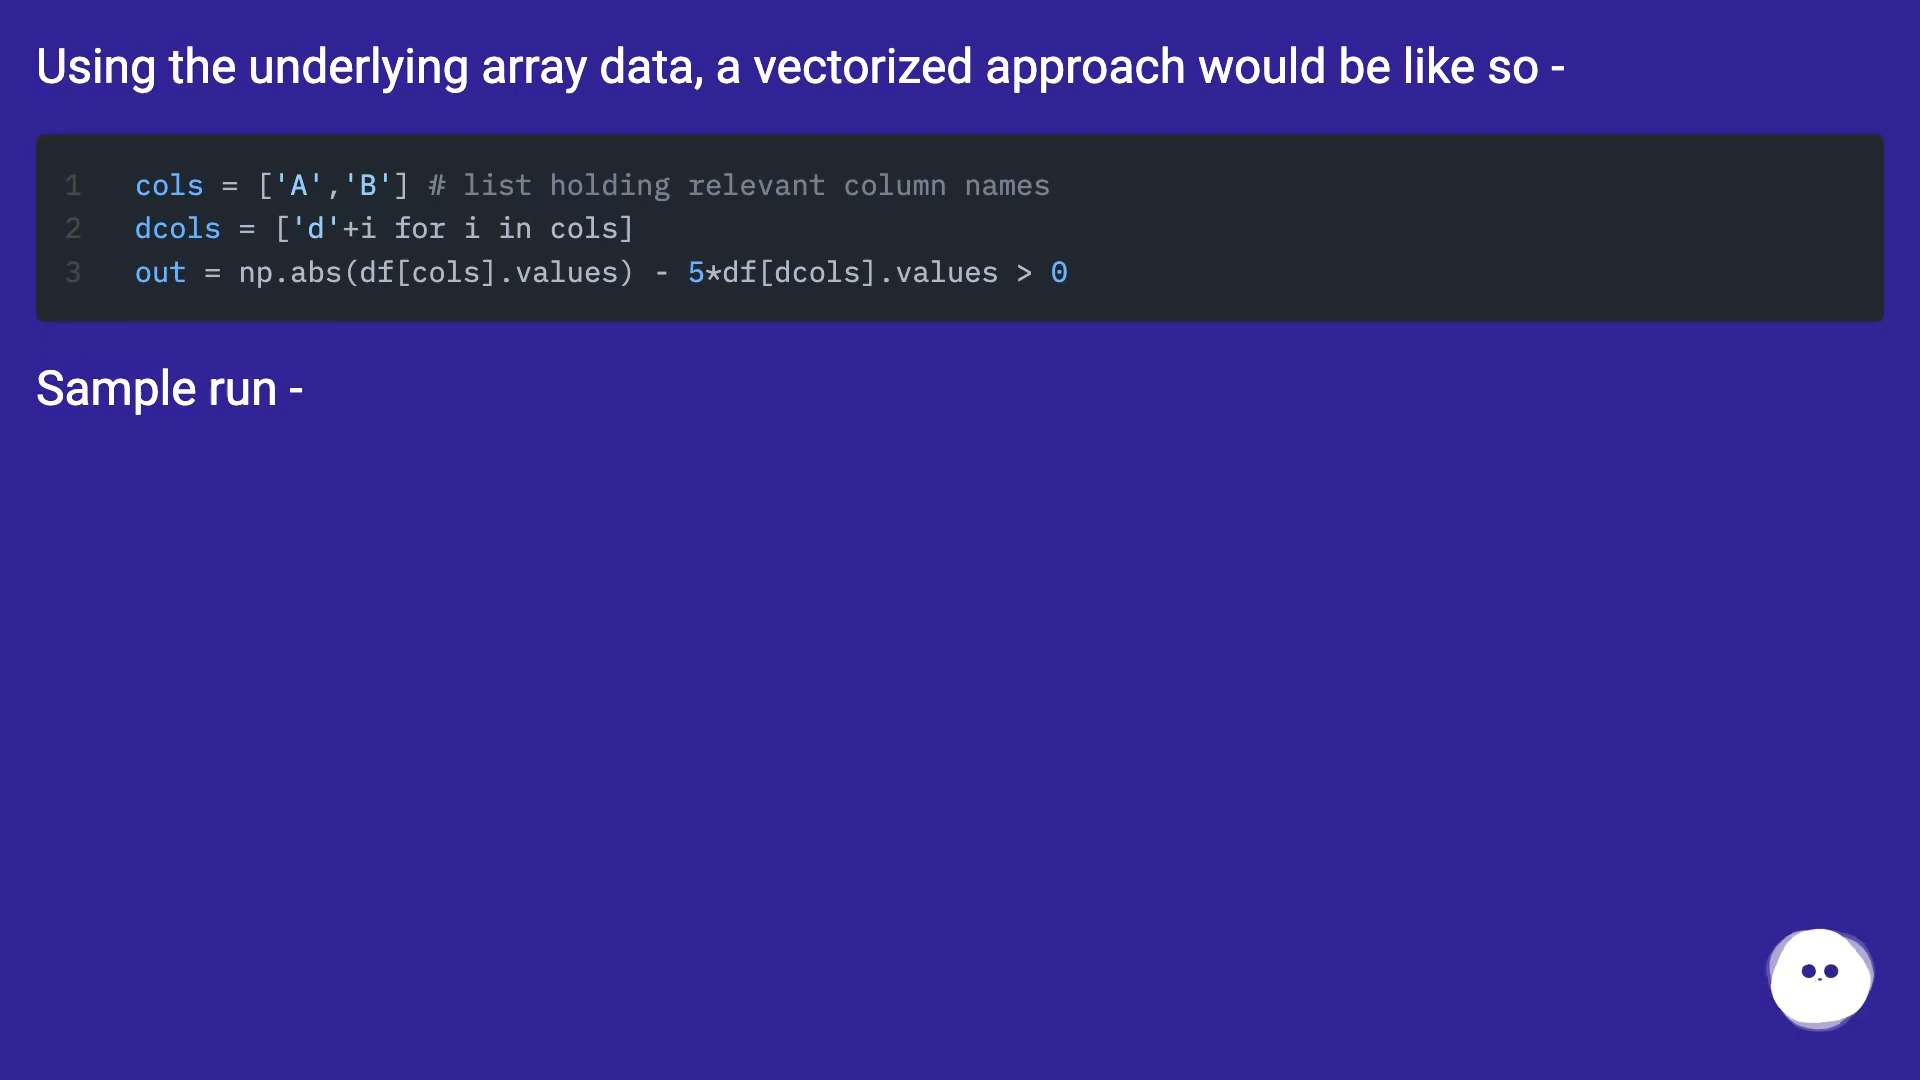 Using the underlying array data, a vectorized approach would be like so -
1 cols = ['A','B'] # list holding relevant column names
2 dcols = ['d'+i for i in cols]
3 out = np.abs(df[cols].values) - 5*df[dcols].values > 0
Sample run -